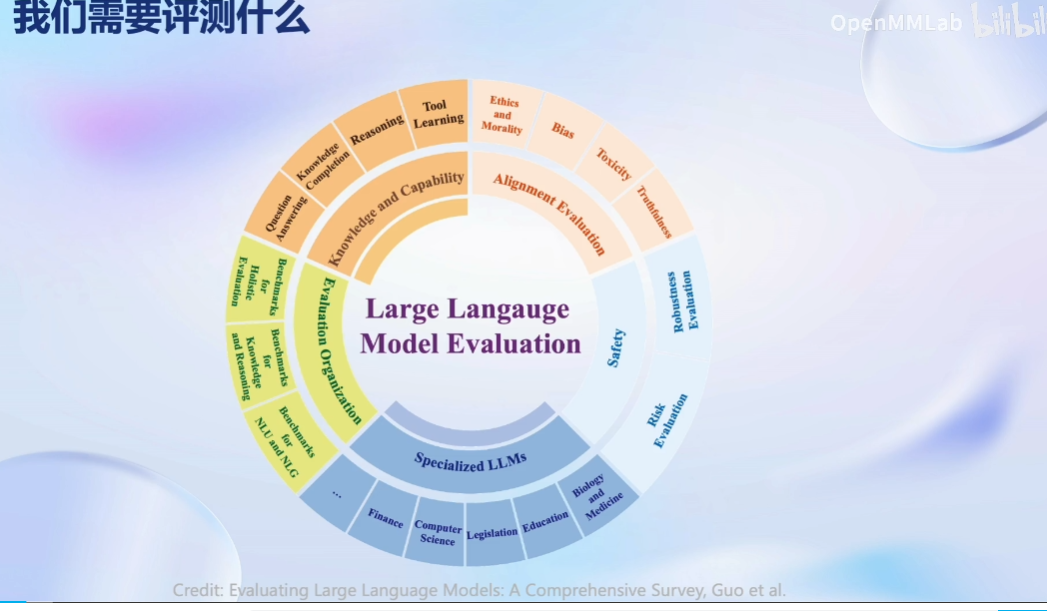 我们需要评测什么
OpenMMLab
bilibil
Tool
Learning
Reasoning
Knowledge
Completion
Question
Answering
Knowledge and Capability
Ethics
and
Morality
Bias
Toxicity
Truthfulness
Alignment Evaluation
Robustness
Evaluation
Risk
Evaluation
Safety
Large Langauge
Model Evaluation
Evaluation Organization
Benchmarks
for
Holistic
Evaluation
Benchmarks
for
Knowledge
and Reasoning
Benchmarks
for
NLU and NLG
Specialized LLMs
...
Finance
Computer
Science
Legislation
Education
Biology
and
Medicine
Credit: Evaluating Large Language Models: A Comprehensive Survey, Guo et al.